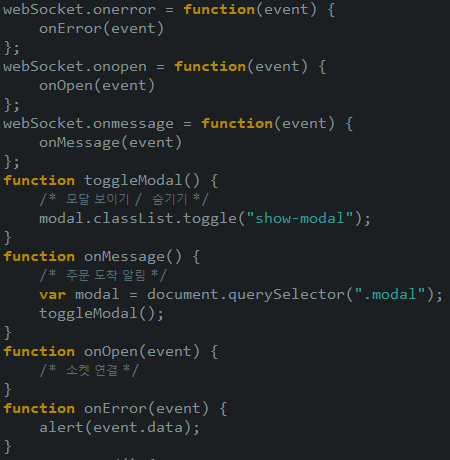 webSocket.onerror = function(event) {
    onError(event)
};
webSocket.onopen = function(event) {
    onOpen(event)
};
webSocket.onmessage = function(event) {
    onMessage(event)
};
function toggleModal() {
    /* 모달 보이기 / 숨기기 */
    modal.classList.toggle("show-modal");
}
function onMessage() {
    /* 주문 도착 알림 */
    var modal = document.querySelector(".modal");
    toggleModal();
}
function onOpen(event) {
    /* 소켓 연결 */
}
function onError(event) {
    alert(event.data);
}